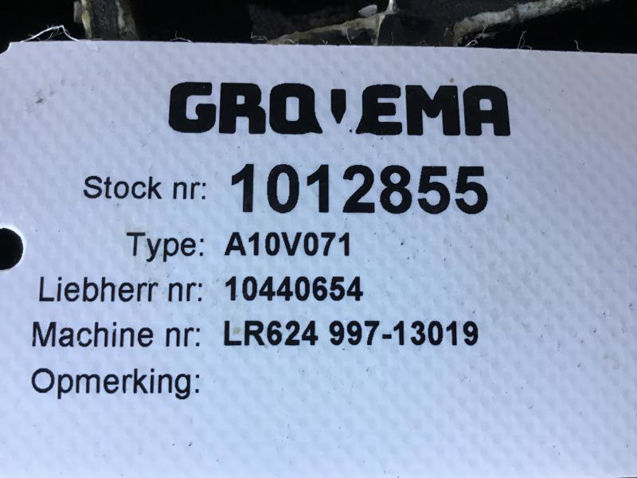 GROVEMA
Stock nr: 1012855
Type: A10V071
Liebherr nr: 10440654
Machine nr: LR624 997-13019
Opmerking: